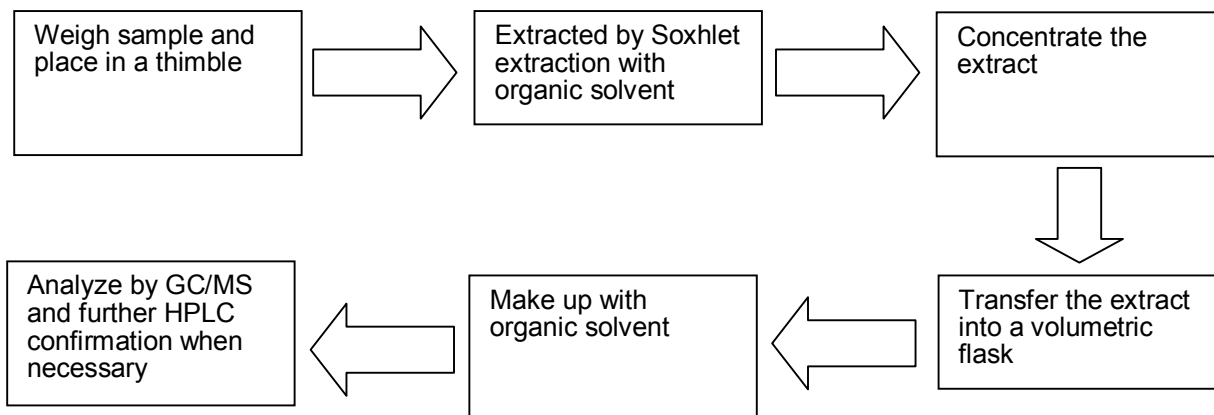 Weigh sample and
place in a thimble
Extracted by Soxhlet
extraction with
organic solvent
Concentrate the
extract
Transfer the extract
into a volumetric
flask
Make up with
organic solvent
Analyze by GC/MS
and further HPLC
confirmation when
necessary